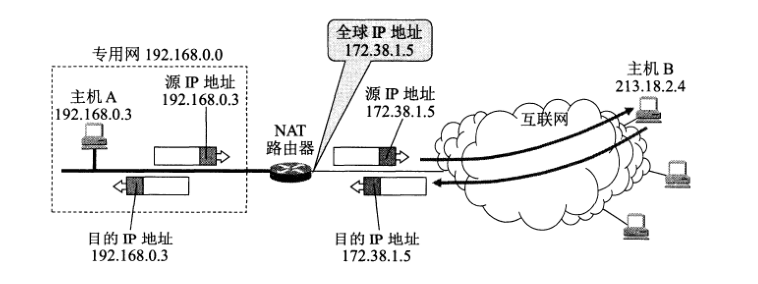 全球 IP 地址
172.38.1.5
专用网 192.168.0.0
主机 A
192.168.0.3
源 IP 地址
192.168.0.3
NAT
路由器
源 IP 地址
172.38.1.5
互联网
主机 B
213.18.2.4
目的 IP 地址
192.168.0.3
目的 IP 地址
172.38.1.5